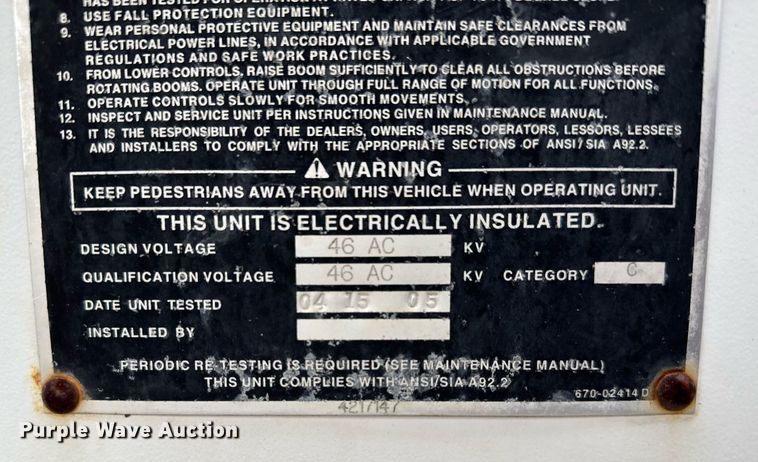 HAS BEEN TESTED FOR OPERATION AT
8. USE FALL PROTECTION EQUIPMENT.
9. WEAR PERSONAL PROTECTIVE EQUIPMENT AND MAINTAIN SAFE CLEARANCES FROM
ELECTRICAL POWER LINES, IN ACCORDANCE WITH APPLICABLE GOVERNMENT
REGULATIONS AND SAFE WORK PRACTICES.
10. FROM LOWER CONTROLS, RAISE BOOM SUFFICIENTLY TO CLEAR ALL OBSTRUCTIONS BEFORE
ROTATING BOOMS. OPERATE UNIT THROUGH FULL RANGE OF MOTION FOR ALL FUNCTIONS.
11. OPERATE CONTROLS SLOWLY FOR SMOOTH MOVEMENTS.
12. INSPECT AND SERVICE UNIT PER INSTRUCTIONS GIVEN IN MAINTENANCE MANUAL.
13. IT IS THE RESPONSIBILITY OF THE DEALERS, OWNERS, USERS, OPERATORS, LESSORS, LESSEES
AND INSTALLERS TO COMPLY WITH THE APPROPRIATE SECTIONS OF ANSI/SIA A92.2.
WARNING
KEEP PEDESTRIANS AWAY FROM THIS VEHICLE WHEN OPERATING UNIT.
THIS UNIT IS ELECTRICALLY INSULATED.
DESIGN VOLTAGE 46 AC KV
QUALIFICATION VOLTAGE 46 AC KV CATEGORY C
DATE UNIT TESTED 04 15 05
INSTALLED BY
PERIODIC RE-TESTING IS REQUIRED (SEE MAINTENANCE MANUAL)
THIS UNIT COMPLIES WITH ANSI/SIA A92.2
670-02414 D
4217147
Purple Wave Auction